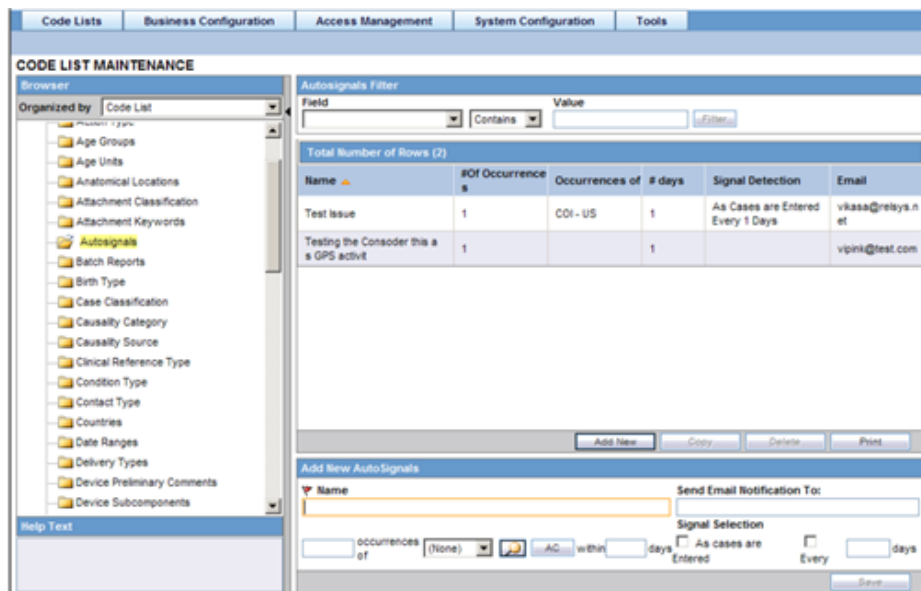 Code Lists Business Configuration Access Management System Configuration Tools
CODE LIST MAINTENANCE
Browser
Organized by Code List
Action Type
Age Groups
Age Units
Anatomical Locations
Attachment Classification
Attachment Keywords
Autosignals
Batch Reports
Birth Type
Case Classification
Causality Category
Causality Source
Clinical Reference Type
Condition Type
Contact Type
Countries
Date Ranges
Delivery Types
Device Preliminary Comments
Device Subcomponents
Help Text
Autosignals Filter
Field Value
Contains Filter
Total Number of Rows (2)
Name #Of Occurrence Occurrences of # days Signal Detection Email
s
Test Issue 1 COI - US 1 As Cases are Entered vikasa@relsys.n
Every 1 Days et
Testing the Consoder this a 1 1 vipink@test.com
s GPS activit
Add New Copy Delete Print
Add New AutoSignals
Name Send Email Notification To:
Signal Selection
occurrences (None) AC within days As cases are days
of Entered Every
Save